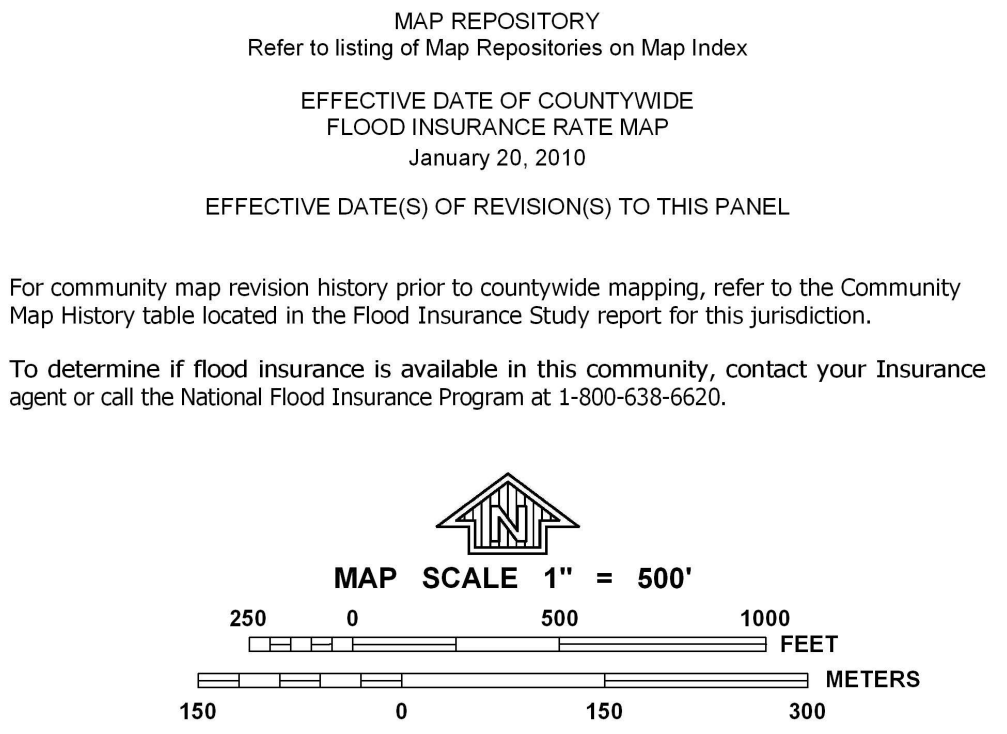 MAP REPOSITORY
Refer to listing of Map Repositories on Map Index
EFFECTIVE DATE OF COUNTYWIDE
FLOOD INSURANCE RATE MAP
January 20, 2010
EFFECTIVE DATE(S) OF REVISION(S) TO THIS PANEL
For community map revision history prior to countywide mapping, refer to the Community
Map History table located in the Flood Insurance Study report for this jurisdiction.
To determine if flood insurance is available in this community, contact your Insurance
agent or call the National Flood Insurance Program at 1-800-638-6620.
N
MAP SCALE 1" = 500'
250 0 500 1000
FEET
METERS
150 0 150 300